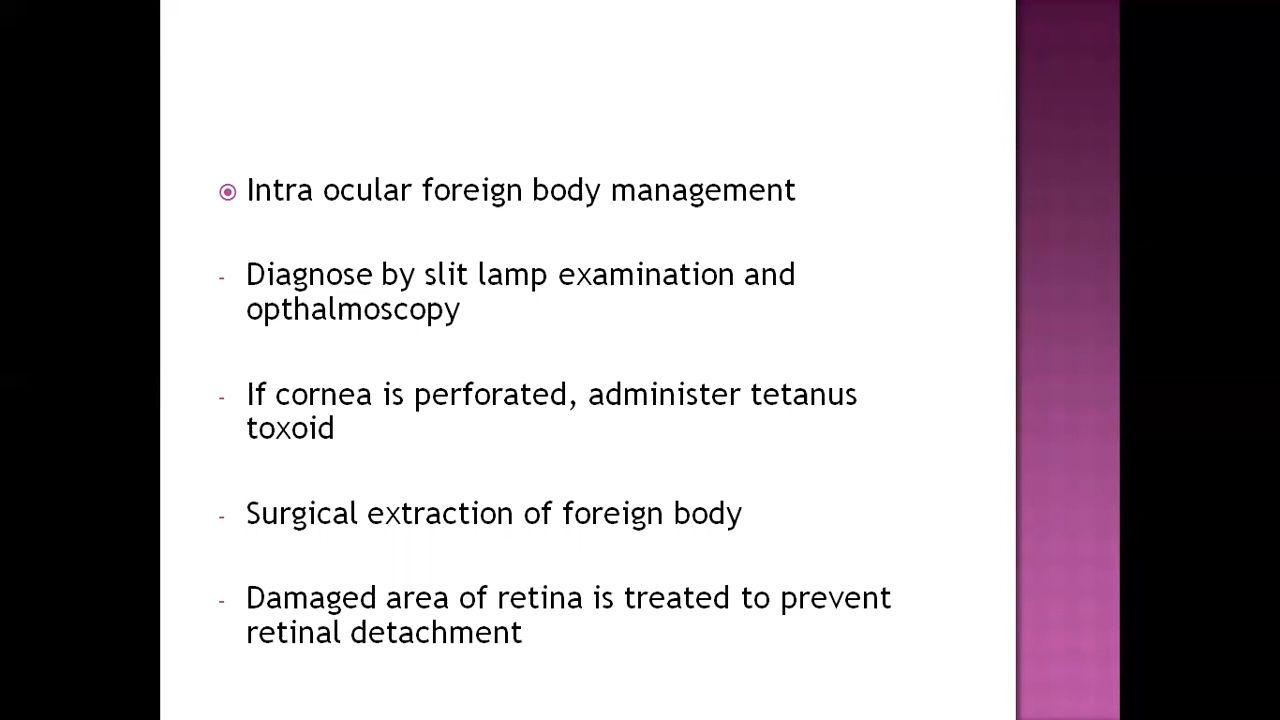 Intra ocular foreign body management
- Diagnose by slit lamp examination and
opthalmoscopy
- If cornea is perforated, administer tetanus
toxoid
- Surgical extraction of foreign body
- Damaged area of retina is treated to prevent
retinal detachment